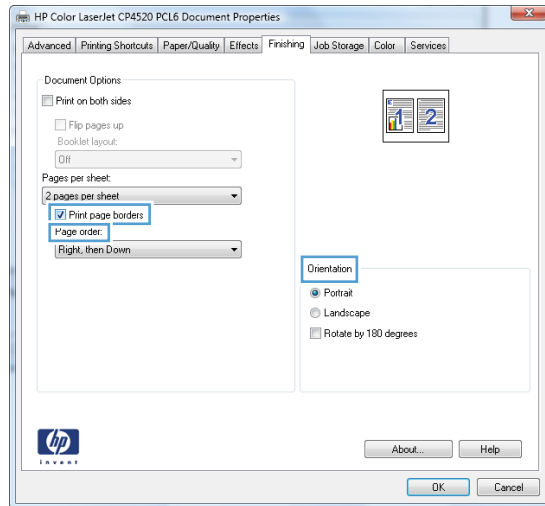 HP Color LaserJet CP4520 PCL6 Document Properties
Advanced Printing Shortcuts Paper/Quality Effects Finishing Job Storage Color Services
Document Options
Print on both sides
Flip pages up
Booklet layout:
Off
Pages per sheet:
2 pages per sheet
Print page borders
Page order:
Right, then Down
1 2
Orientation
Portrait
Landscape
Rotate by 180 degrees
hp
invent
About... Help
OK Cancel